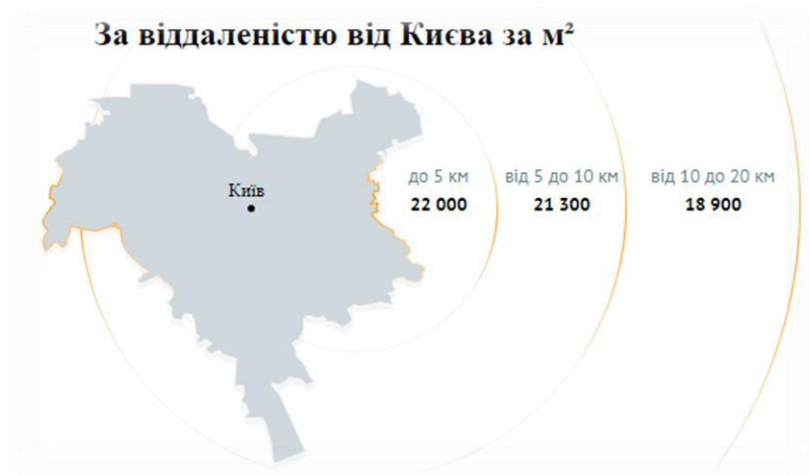 За віддаленістю від Києва за м²
Київ
до 5 км
22 000
від 5 до 10 км
21 300
від 10 до 20 км
18 900